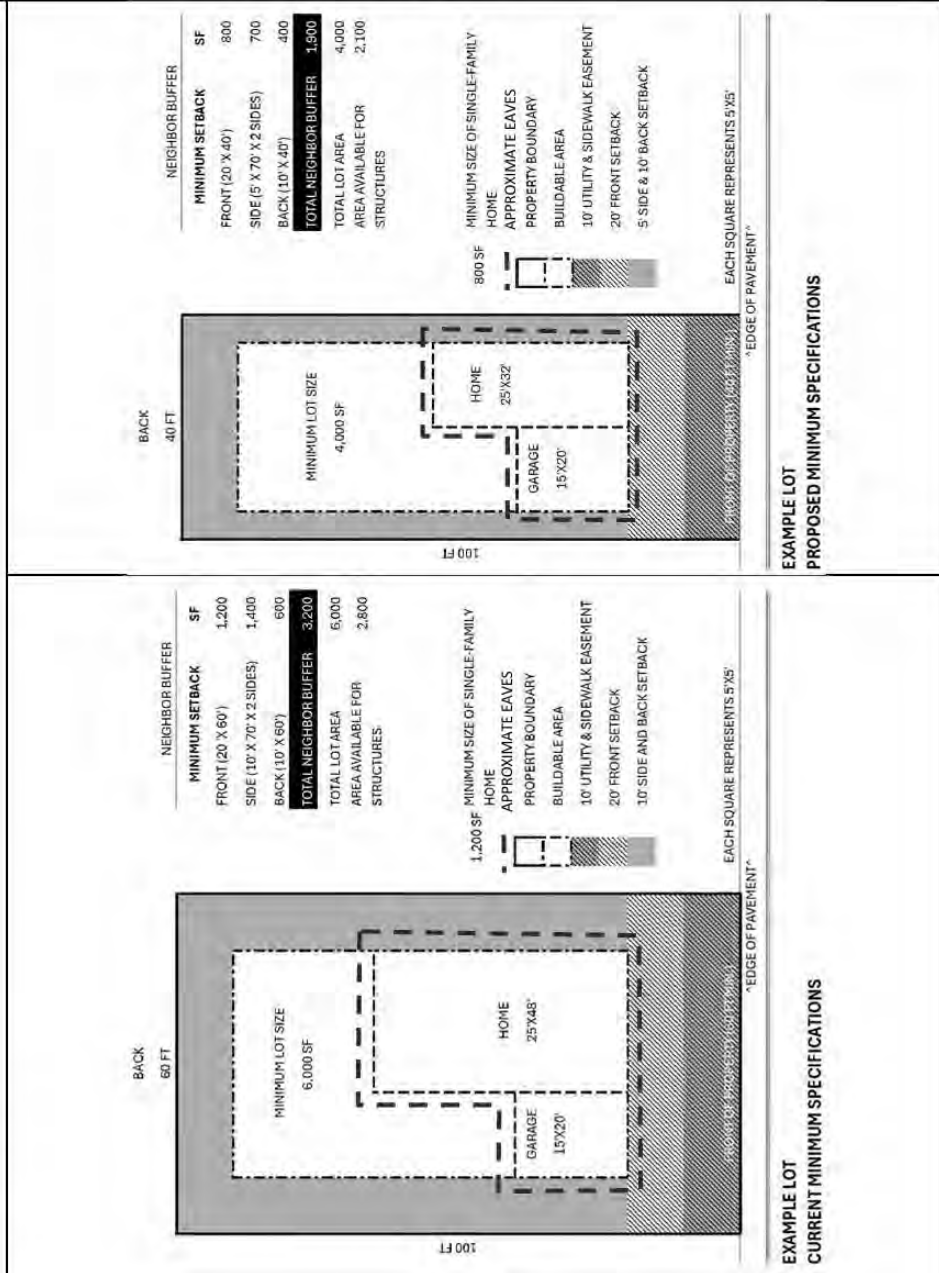 BACK
60 FT
100 FT
MINIMUM LOT SIZE
6,000 SF
GARAGE
15'X20'
HOME
25'X48'
FRONT OF PROPERTY
^EDGE OF PAVEMENT^
NEIGHBOR BUFFER
MINIMUM SETBACK SF
FRONT (20 'X 60') 1,200
SIDE (10' X 70' X 2 SIDES) 1,400
BACK (10' X 60') 600
TOTAL NEIGHBOR BUFFER 3,200
TOTAL LOT AREA 6,000
AREA AVAILABLE FOR 2,800
STRUCTURES
1,200 SF MINIMUM SIZE OF SINGLE-FAMILY
HOME
APPROXIMATE EAVES
PROPERTY BOUNDARY
BUILDABLE AREA
10' UTILITY & SIDEWALK EASEMENT
20' FRONT SETBACK
10' SIDE AND BACK SETBACK
EACH SQUARE REPRESENTS 5'X5'
EXAMPLE LOT
CURRENT MINIMUM SPECIFICATIONS
BACK
40 FT
100 FT
MINIMUM LOT SIZE
4,000 SF
GARAGE
15'X20'
HOME
25'X32'
FRONT OF PROPERTY
^EDGE OF PAVEMENT^
NEIGHBOR BUFFER
MINIMUM SETBACK SF
FRONT (20 'X 40') 800
SIDE (5' X 70' X 2 SIDES) 700
BACK (10' X 40') 400
TOTAL NEIGHBOR BUFFER 1,900
TOTAL LOT AREA 4,000
AREA AVAILABLE FOR 2,100
STRUCTURES
800 SF MINIMUM SIZE OF SINGLE-FAMILY
HOME
APPROXIMATE EAVES
PROPERTY BOUNDARY
BUILDABLE AREA
10' UTILITY & SIDEWALK EASEMENT
20' FRONT SETBACK
5' SIDE & 10' BACK SETBACK
EACH SQUARE REPRESENTS 5'X5'
EXAMPLE LOT
PROPOSED MINIMUM SPECIFICATIONS